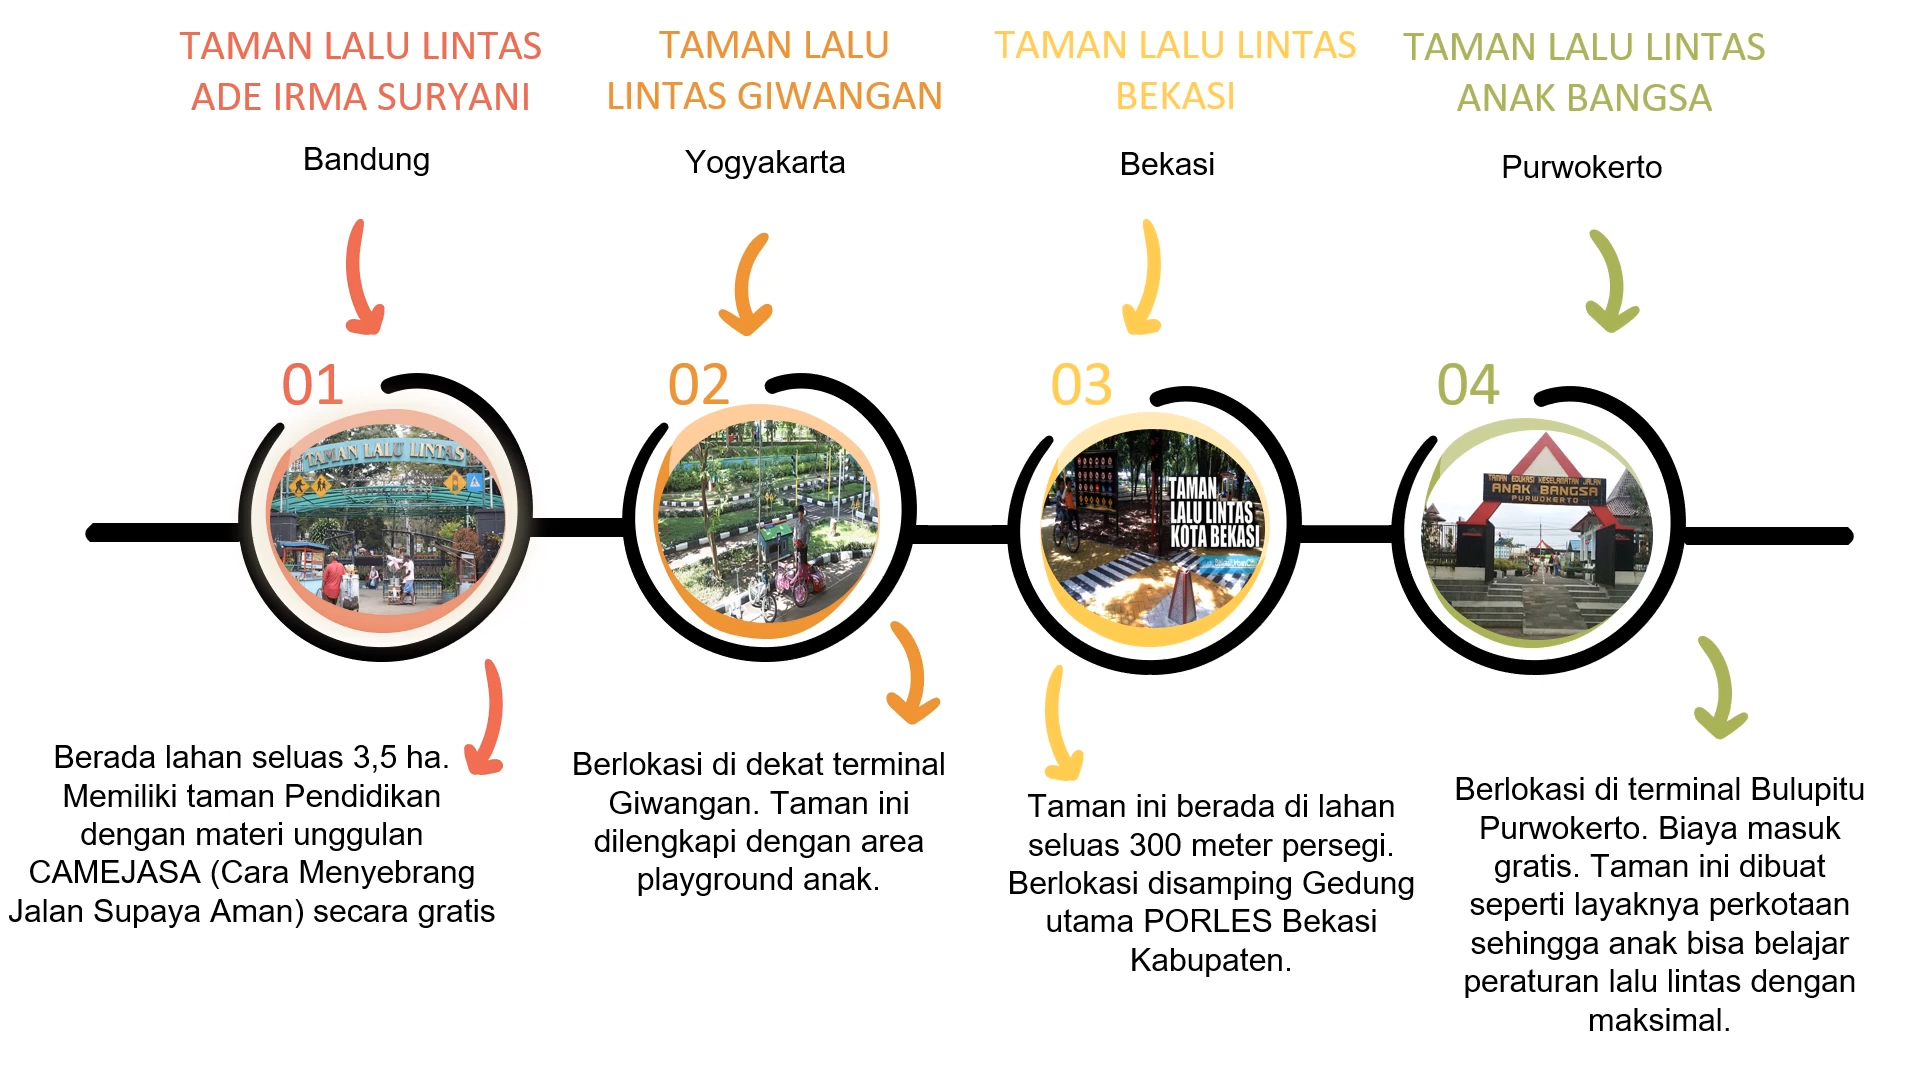 TAMAN LALU LINTAS
ADE IRMA SURYANI
Bandung
01
TAMAN LALU LINTAS
Berada lahan seluas 3,5 ha.
Memiliki taman Pendidikan
dengan materi unggulan
CAMEJASA (Cara Menyebrang
Jalan Supaya Aman) secara gratis
TAMAN LALU
LINTAS GIWANGAN
Yogyakarta
02
Berlokasi di dekat terminal
Giwangan. Taman ini
dilengkapi dengan area
playground anak.
TAMAN LALU LINTAS
BEKASI
Bekasi
03
TAMAN
LALU LINTAS
KOTA BEKASI
Taman ini berada di lahan
seluas 300 meter persegi.
Berlokasi disamping Gedung
utama PORLES Bekasi
Kabupaten.
TAMAN LALU LINTAS
ANAK BANGSA
Purwokerto
04
TAMAN EDUKASI KESELAMATAN JALAN
ANAK BANGSA
PURWOKERTO
Berlokasi di terminal Bulupitu
Purwokerto. Biaya masuk
gratis. Taman ini dibuat
seperti layaknya perkotaan
sehingga anak bisa belajar
peraturan lalu lintas dengan
maksimal.